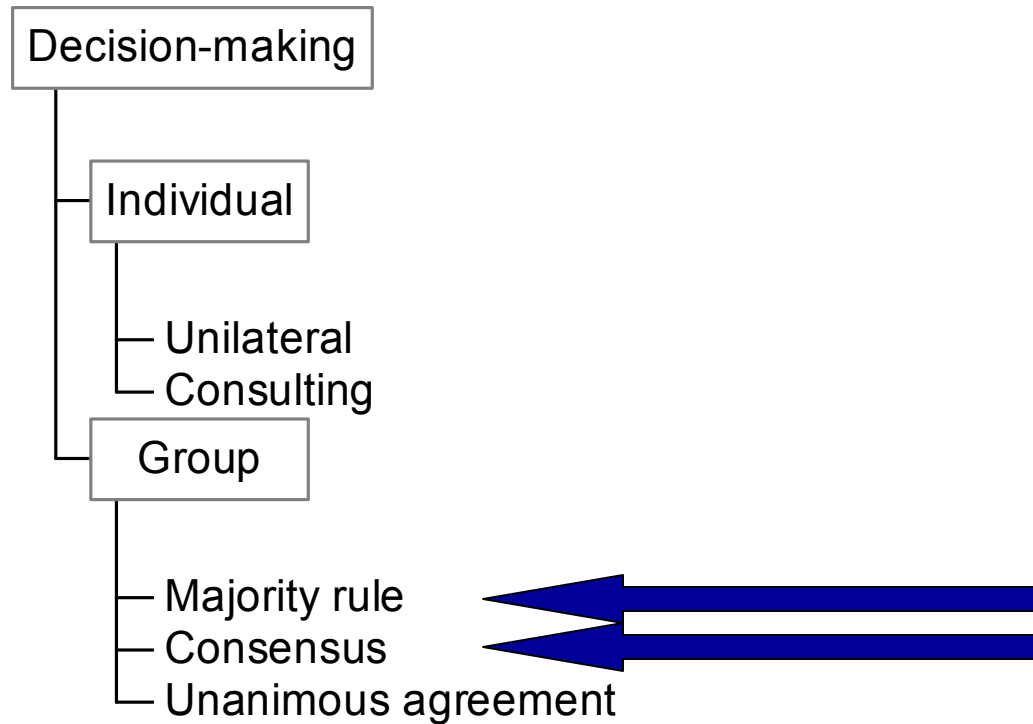 Decision-making
Individual
Unilateral
Consulting
Group
Majority rule
Consensus
Unanimous agreement